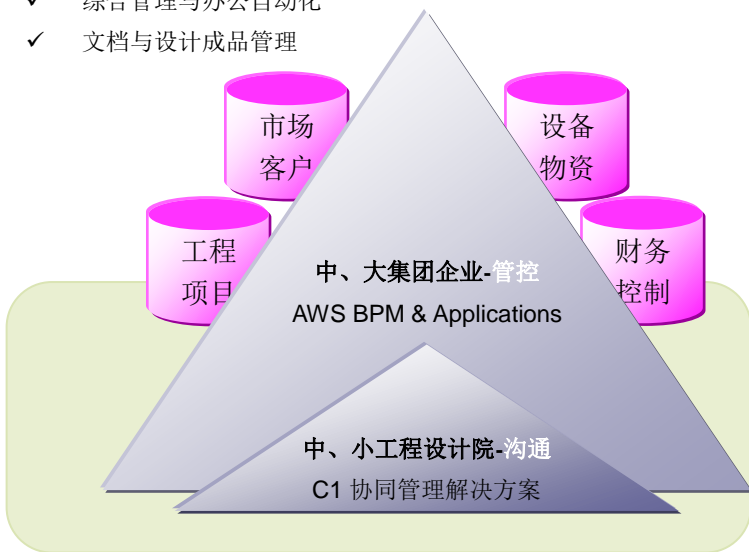 ✓ 综合管理与办公自动化
✓ 文档与设计成品管理
市场
客户
设备
物资
工程
项目
财务
控制
中、大集团企业-管控
AWS BPM & Applications
中、小工程设计院-沟通
C1 协同管理解决方案